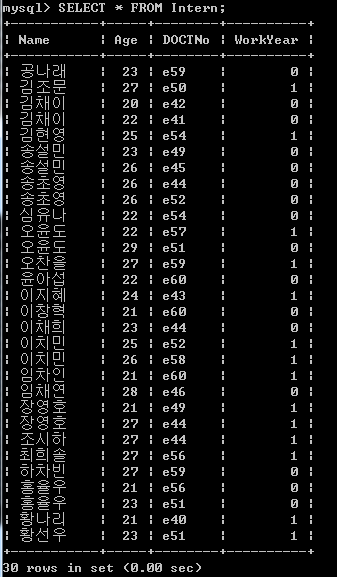 mysql> SELECT * FROM Intern;
Name | Age | DOCTNo | WorkYear
공나래 | 23 | e59 | 0
김조문 | 27 | e50 | 1
김채이 | 20 | e42 | 0
김채이 | 22 | e41 | 0
김현영 | 25 | e54 | 1
송설민 | 23 | e49 | 0
송설민 | 26 | e45 | 0
송초영 | 26 | e44 | 0
송초영 | 26 | e52 | 0
심유나 | 22 | e54 | 0
오윤도 | 22 | e57 | 1
오윤도 | 29 | e51 | 0
오찬을 | 27 | e59 | 1
윤아섭 | 22 | e60 | 0
이지혜 | 24 | e43 | 1
이창혁 | 21 | e60 | 0
이채희 | 23 | e44 | 0
이치민 | 25 | e52 | 1
이치민 | 26 | e58 | 1
임차인 | 21 | e60 | 1
임채연 | 28 | e46 | 0
장영호 | 21 | e49 | 1
장영호 | 27 | e44 | 1
조시하 | 27 | e44 | 1
최희솔 | 27 | e56 | 1
하차빈 | 27 | e59 | 0
홍율우 | 21 | e56 | 0
홍율우 | 23 | e51 | 0
황나리 | 21 | e40 | 1
황선우 | 23 | e51 | 0
30 rows in set (0.00 sec)